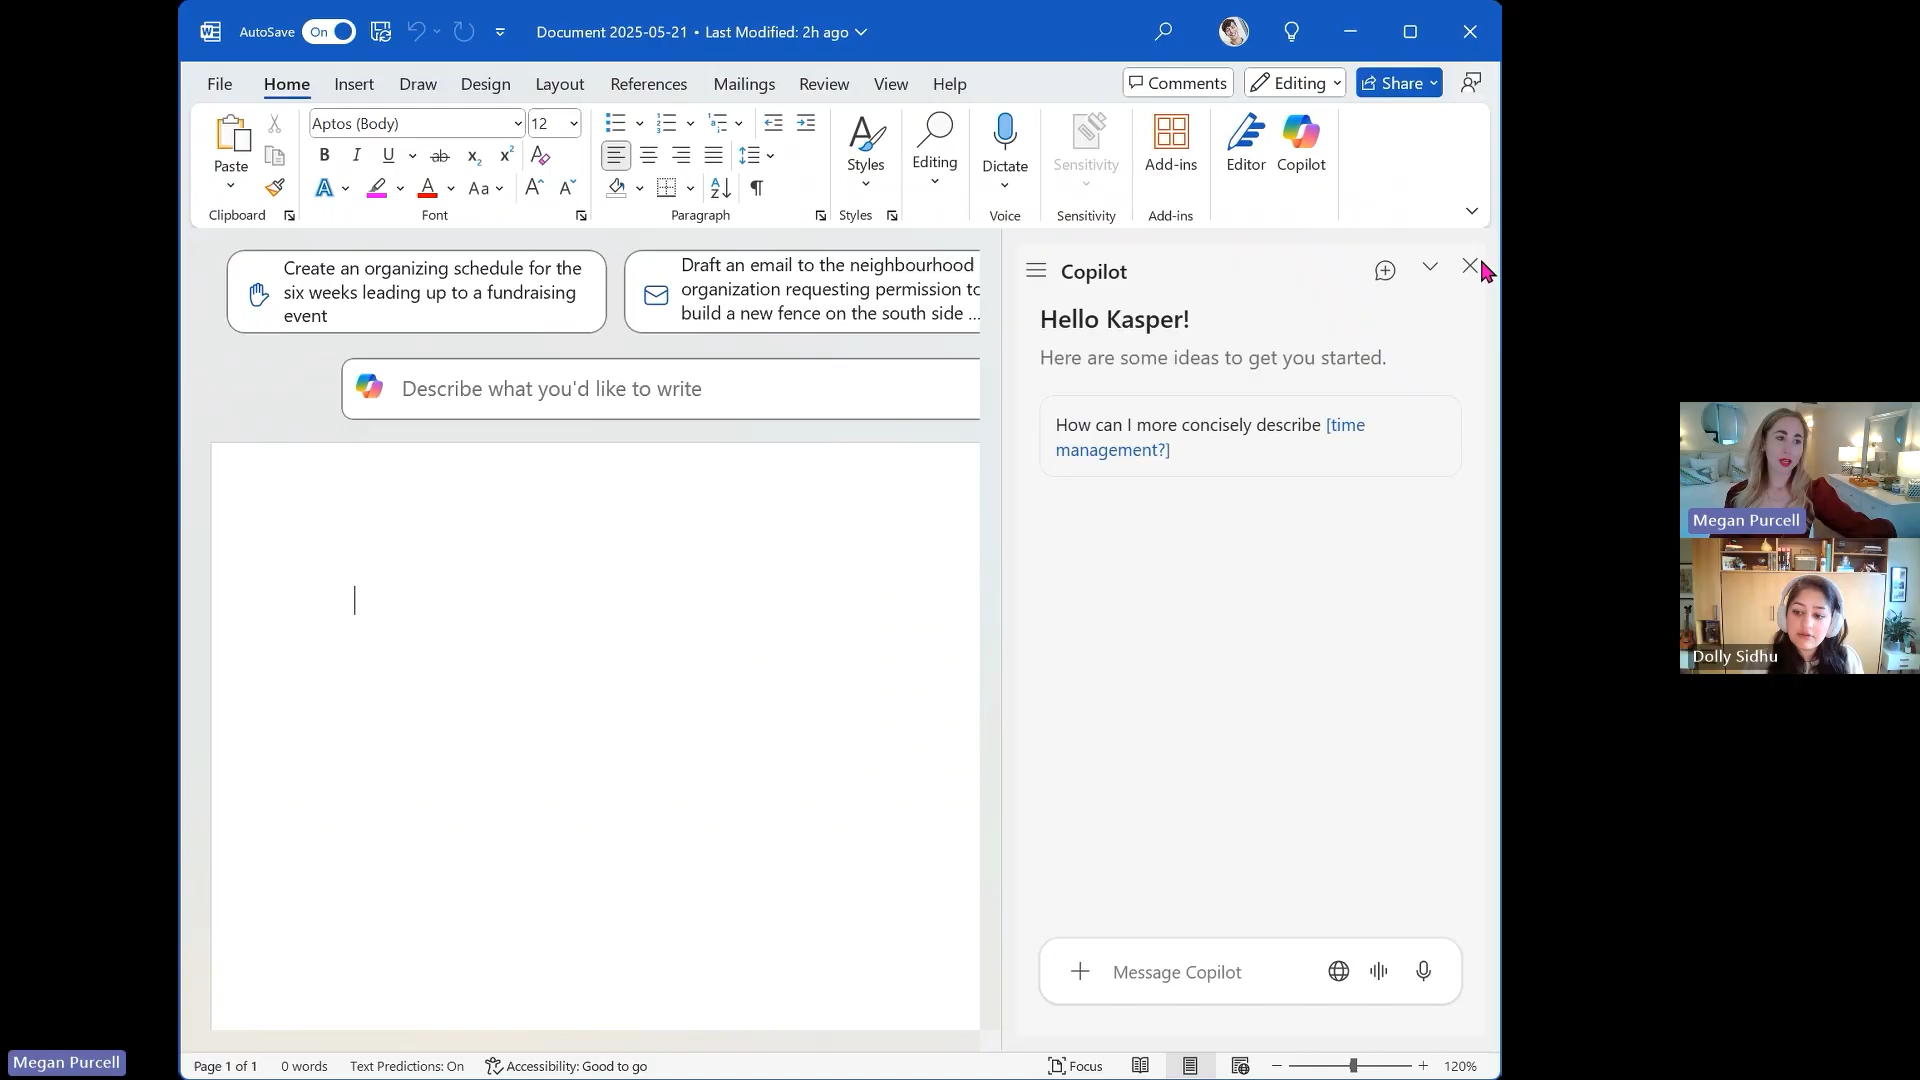 AutoSave On Document 2025-05-21 • Last Modified: 2h ago
File Home Insert Draw Design Layout References Mailings Review View Help Comments Editing Share
Aptos (Body) 12
Paste
Styles
Editing
Dictate
Sensitivity
Add-ins
Editor
Copilot
Clipboard Font Paragraph Styles Voice Sensitivity Add-ins
Create an organizing schedule for the
six weeks leading up to a fundraising
event
Draft an email to the neighbourhood
organization requesting permission to
build a new fence on the south side ...
Describe what you'd like to write
Copilot
Hello Kasper!
Here are some ideas to get you started.
How can I more concisely describe [time
management?]
Message Copilot
Page 1 of 1 0 words Text Predictions: On Accessibility: Good to go Focus 120%
Megan Purcell
Dolly Sidhu
Megan Purcell